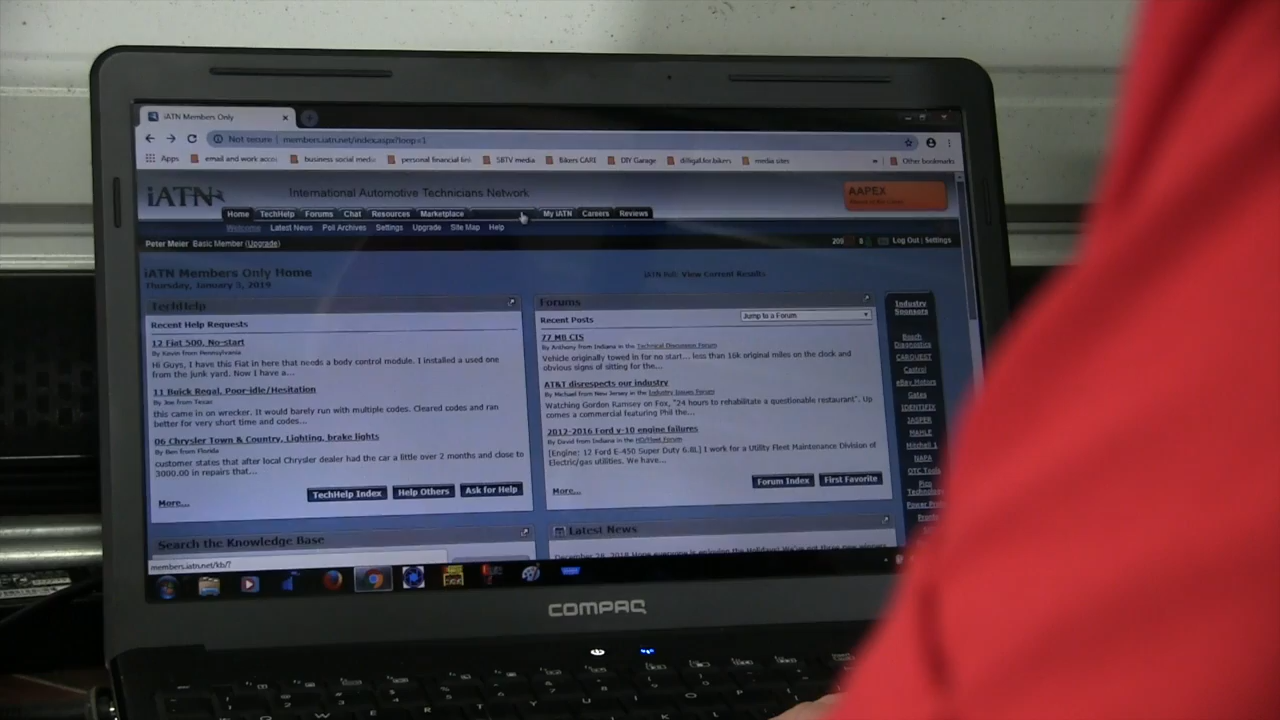 iATN Members Only
Not secure members.iatn.net/index.aspx?loop=1
Apps email and work accou business social media personal financial link SBTV media Bikers CARI DIY Garage dilligaf.for.bikers media sites Other bookmarks
iATN International Automotive Technicians Network AAPEX
Home TechHelp Forums Chat Resources Marketplace My iATN Careers Reviews
Welcome Latest News Poll Archives Settings Upgrade Site Map Help
Peter Meier Basic Member (Upgrade) Log Out | Settings
iATN Members Only Home
Thursday, January 3, 2019
iATN Poll: View Current Results
TechHelp
Recent Help Requests
12 Fiat 500, No-start
By Kevin from Pennsylvania
Hi Guys, I have this Fiat in here that needs a body control module. I installed a used one
from the junk yard. Now I have a...
11 Buick Regal, Poor-idle/Hesitation
By Joe from Texas
this came in on wrecker. It would barely run with multiple codes. Cleared codes and ran
better for very short time and codes...
06 Chrysler Town & Country, Lighting, brake lights
By Ben from Florida
customer states that after local Chrysler dealer had the car a little over 2 months and close to
3000.00 in repairs that...
More... TechHelp Index Help Others Ask for Help
Forums
Recent Posts Jump to a Forum
77 MB CIS
By Anthony from Indiana in the Technical Discussion Forum
Vehicle originally towed in for no start... less than 16k original miles on the clock and
obvious signs of sitting for the...
AT&T disrespects our industry
By Michael from New Jersey in the Industry Issues Forum
Watching Gordon Ramsey on Fox, "24 hours to rehabilitate a questionable restaurant". Up
comes a commercial featuring Phil the...
2012-2016 Ford v-10 engine failures
By David from Indiana in the HD/Fleet Forum
[Engine: 12 Ford E-450 Super Duty 6.8L] I work for a Utility Fleet Maintenance Division of
Electric/gas utilities. We have...
More... Forum Index First Favorite
Industry
Sponsors
Bosch
Diagnostics
CARQUEST
Castrol
eBay Motors
Gates
IDENTIFIX
JASPER
MAHLE
Mitchell 1
NAPA
OTC Tools
Pico
Technology
Search the Knowledge Base
Latest News
members.iatn.net/kb/?
COMPAQ